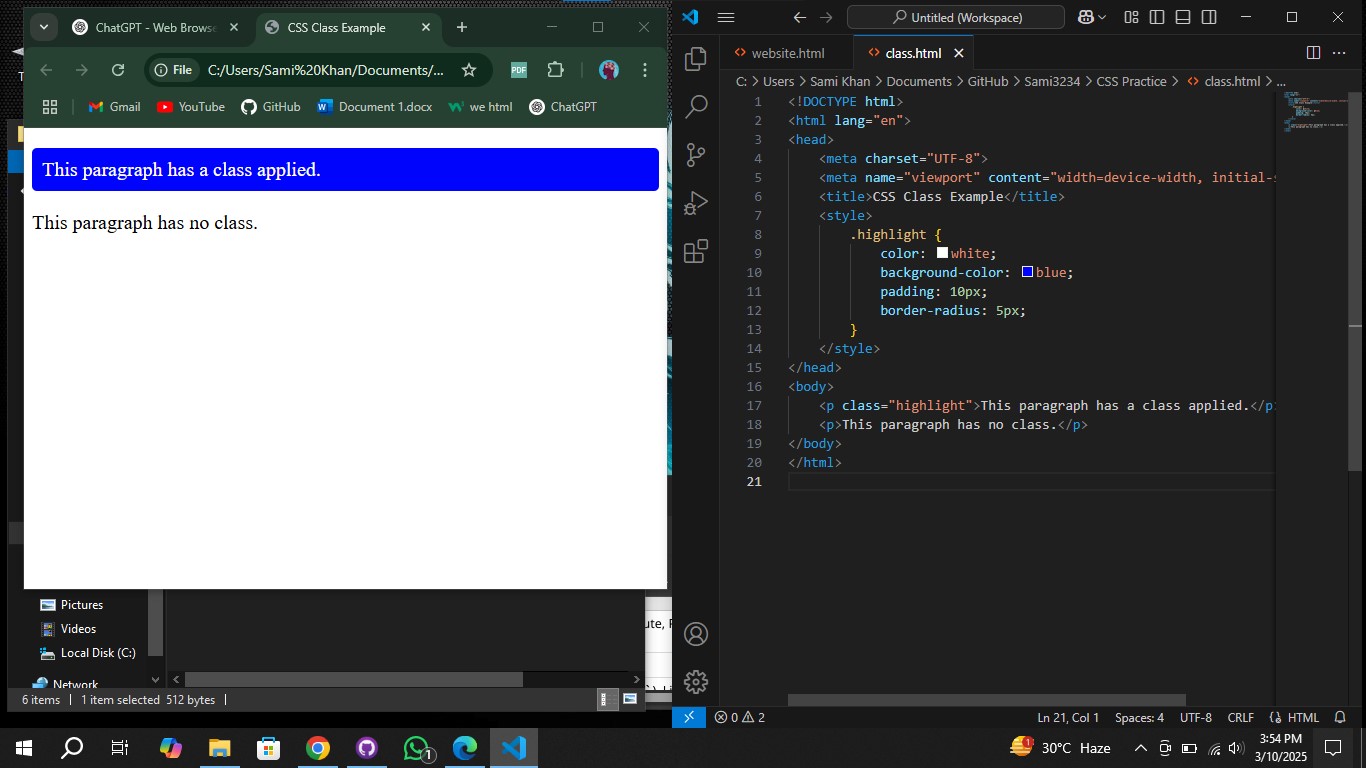 ChatGPT - Web Browse
CSS Class Example
File
C:/Users/Sami%20Khan/Documents/...
PDF
Gmail
YouTube
GitHub
Document 1.docx
we html
ChatGPT
This paragraph has a class applied.
This paragraph has no class.
Pictures
Videos
Local Disk (C:)
Network
6 items
1 item selected 512 bytes
Untitled (Workspace)
website.html
class.html
C: > Users > Sami Khan > Documents > GitHub > Sami3234 > CSS Practice > class.html > ...
1 <!DOCTYPE html>
2 <html lang="en">
3 <head>
4 <meta charset="UTF-8">
5 <meta name="viewport" content="width=device-width, initial-s
6 <title>CSS Class Example</title>
7 <style>
8 .highlight {
9 color: white;
10 background-color: blue;
11 padding: 10px;
12 border-radius: 5px;
13 }
14 </style>
15 </head>
16 <body>
17 <p class="highlight">This paragraph has a class applied.</p>
18 <p>This paragraph has no class.</p>
19 </body>
20 </html>
21
0 2
Ln 21, Col 1
Spaces: 4
UTF-8
CRLF
HTML
1
1
30°C Haze
3:54 PM
3/10/2025